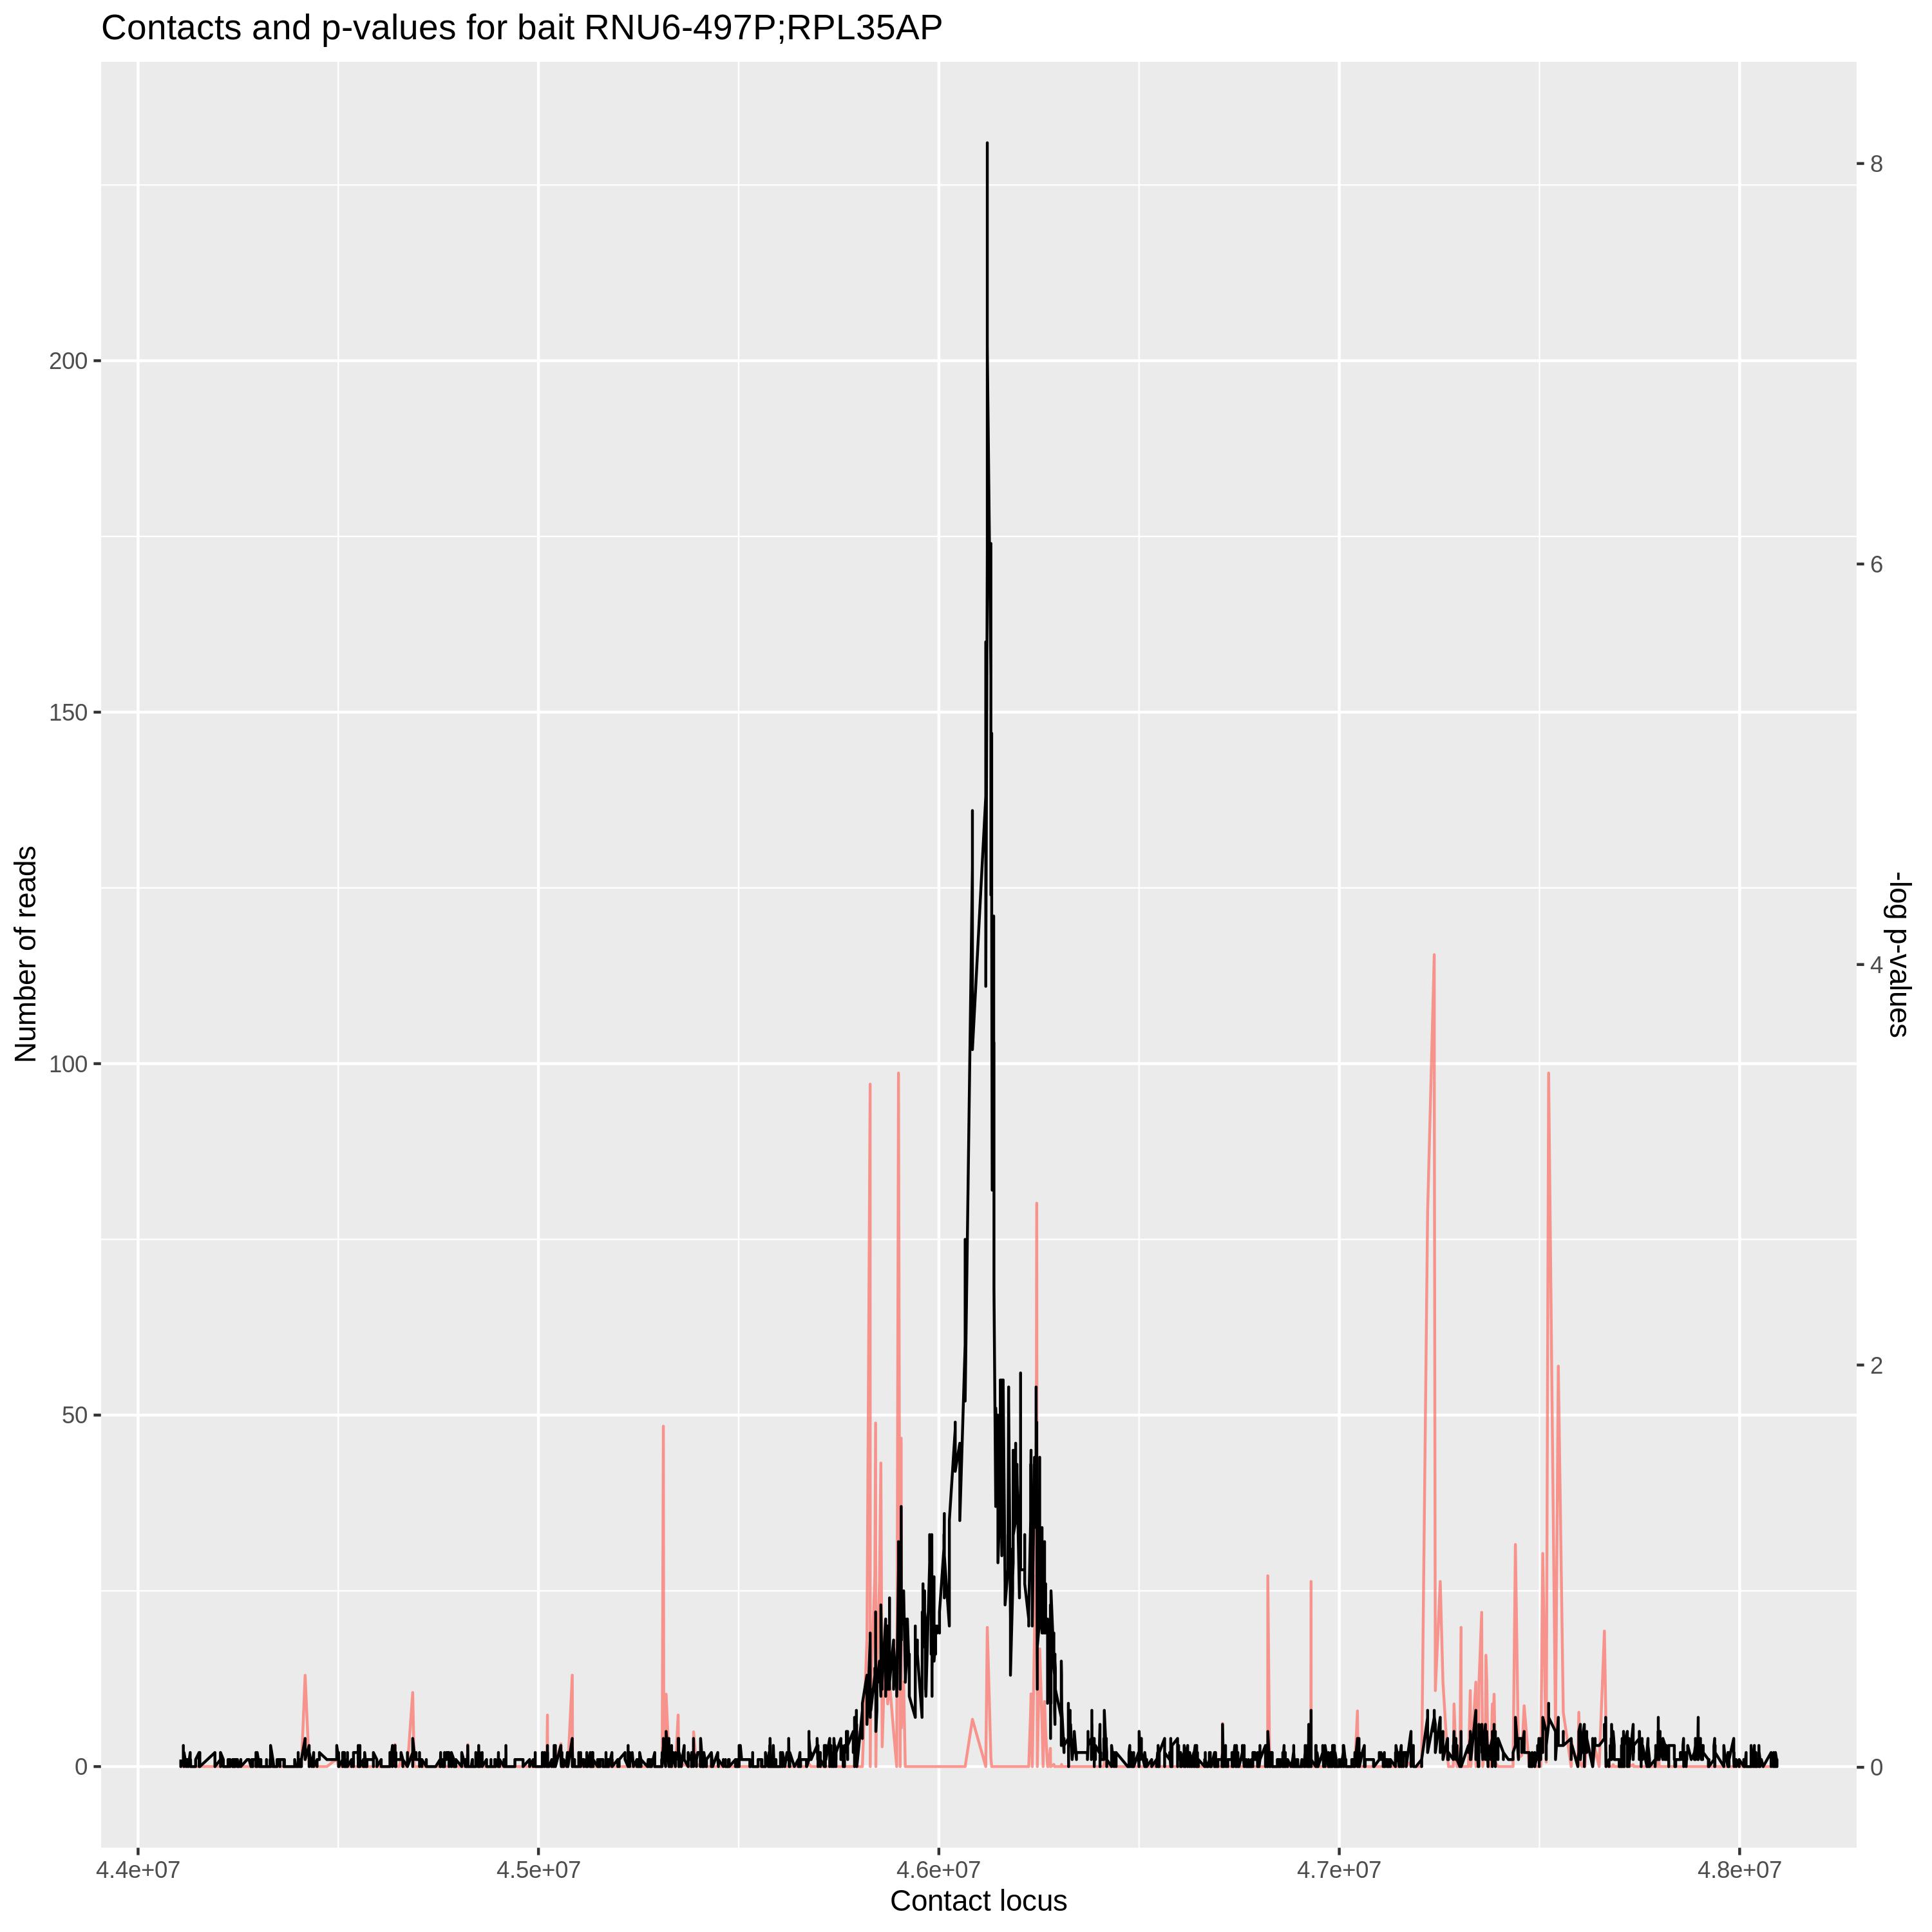 Contacts and p-values for bait RNU6-497P;RPL35AP
200
150
100
50
0
Number of reads
8
6
4
2
0
-log p-values
4.4e+07
4.5e+07
4.6e+07
4.7e+07
4.8e+07
Contact locus